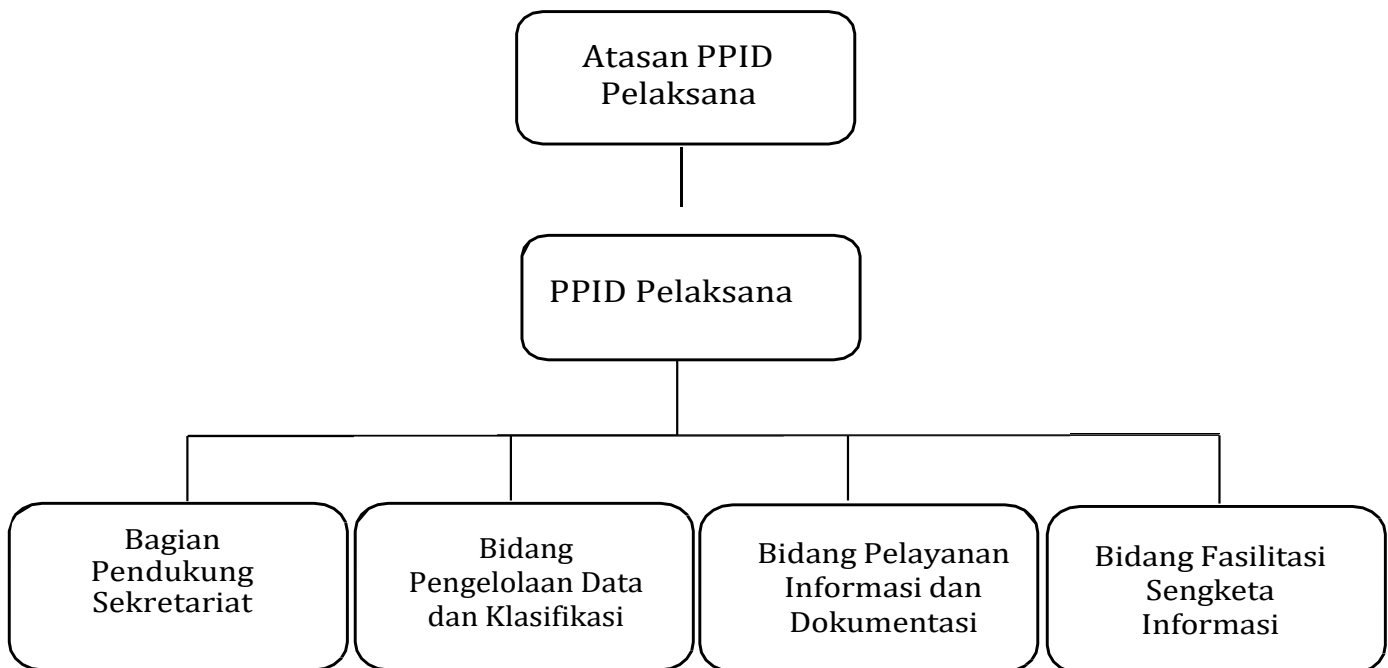 Atasan PPID
Pelaksana
PPID Pelaksana
Bagian
Pendukung
Sekretariat
Bidang
Pengelolaan Data
dan Klasifikasi
Bidang Pelayanan
Informasi dan
Dokumentasi
Bidang Fasilitasi
Sengketa
Informasi